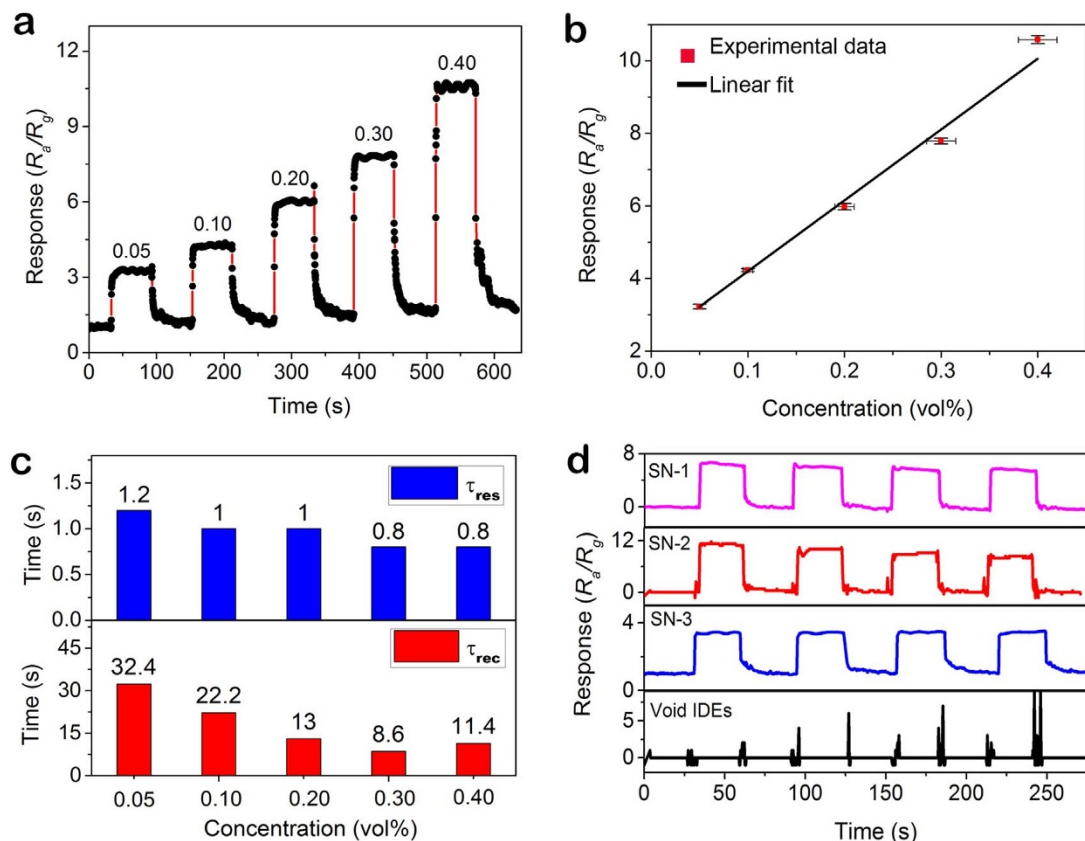 a
Response (Ra/Rg)
12
9
6
3
0
0.05
0.10
0.20
0.30
0.40
0 100 200 300 400 500 600
Time (s)
b
Response (Ra/Rg)
10
8
6
4
2
Experimental data
Linear fit
0.0 0.1 0.2 0.3 0.4
Concentration (vol%)
c
Time (s)
1.5
1.0
0.5
0.0
τres
1.2 1 1 0.8 0.8
Time (s)
45
30
15
0
τrec
32.4 22.2 13 8.6 11.4
0.05 0.10 0.20 0.30 0.40
Concentration (vol%)
d
Response (Ra/Rg)
8
0
SN-1
12
0
SN-2
4
0
SN-3
5
0
Void IDEs
0 50 100 150 200 250
Time (s)